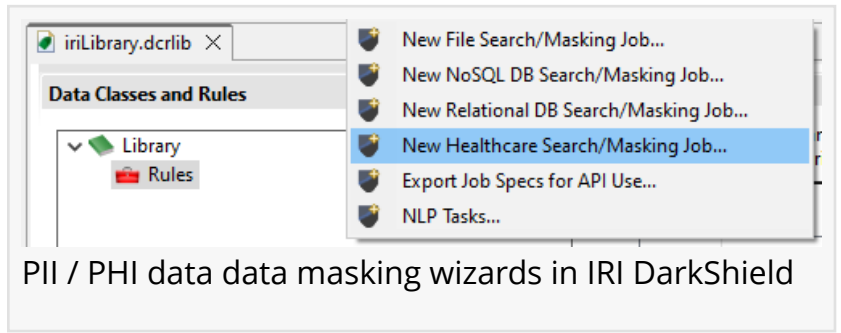 iriLibrary.dcrlib
Data Classes and Rules
Library
Rules
New File Search/Masking Job...
New NoSQL DB Search/Masking Job...
New Relational DB Search/Masking Job...
New Healthcare Search/Masking Job...
Export Job Specs for API Use...
NLP Tasks...
PII / PHI data data masking wizards in IRI DarkShield